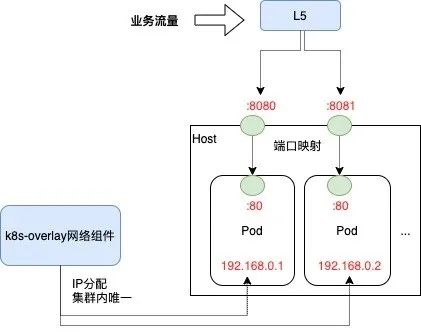 业务流量
L5
:8080
:8081
Host
端口映射
:80
:80
Pod
Pod
...
k8s-overlay网络组件
192.168.0.1
192.168.0.2
IP分配
集群内唯一